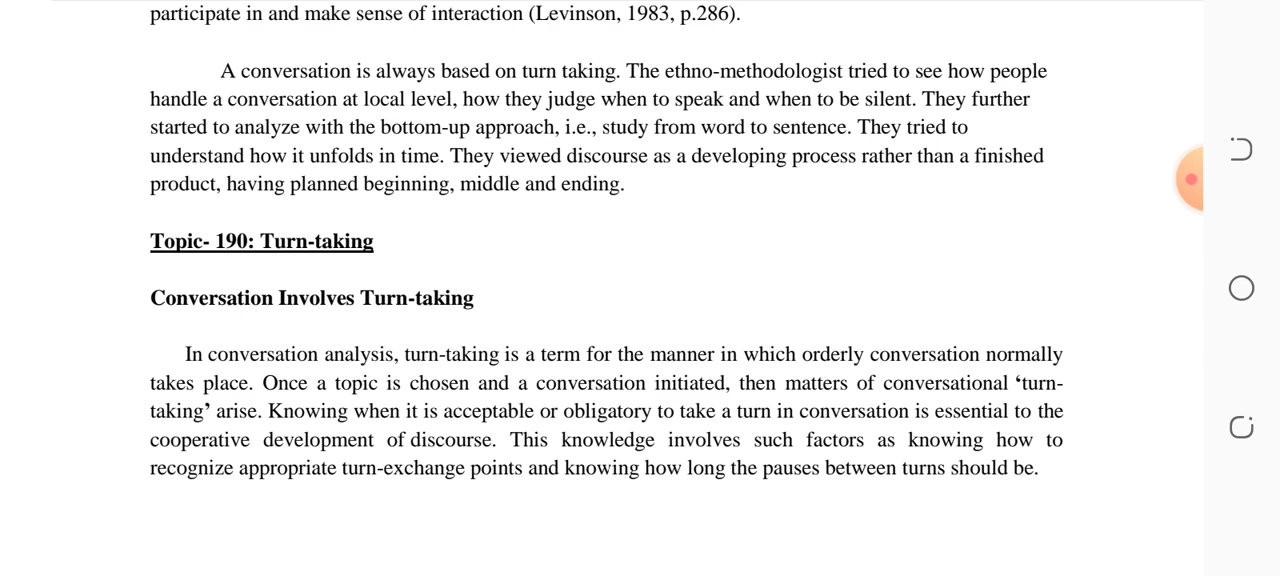 participate in and make sense of interaction (Levinson, 1983, p.286).
A conversation is always based on turn taking. The ethno-methodologist tried to see how people
handle a conversation at local level, how they judge when to speak and when to be silent. They further
started to analyze with the bottom-up approach, i.e., study from word to sentence. They tried to
understand how it unfolds in time. They viewed discourse as a developing process rather than a finished
product, having planned beginning, middle and ending.
Topic- 190: Turn-taking
Conversation Involves Turn-taking
In conversation analysis, turn-taking is a term for the manner in which orderly conversation normally
takes place. Once a topic is chosen and a conversation initiated, then matters of conversational ‘turn-
taking’ arise. Knowing when it is acceptable or obligatory to take a turn in conversation is essential to the
cooperative development of discourse. This knowledge involves such factors as knowing how to
recognize appropriate turn-exchange points and knowing how long the pauses between turns should be.